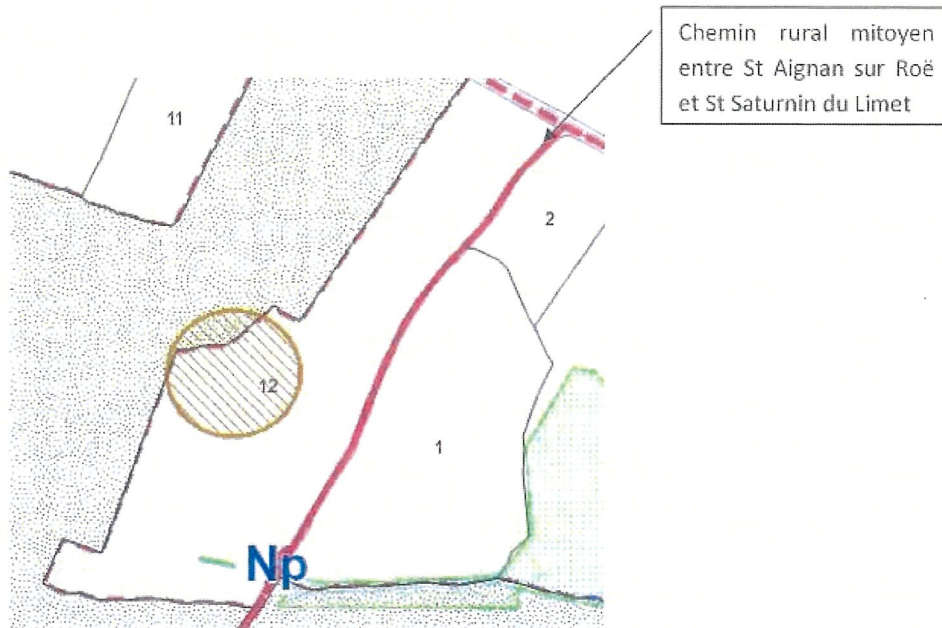 Chemin rural mitoyen
entre St Aignan sur Roë
et St Saturnin du Limet
11
2
12
1
Np